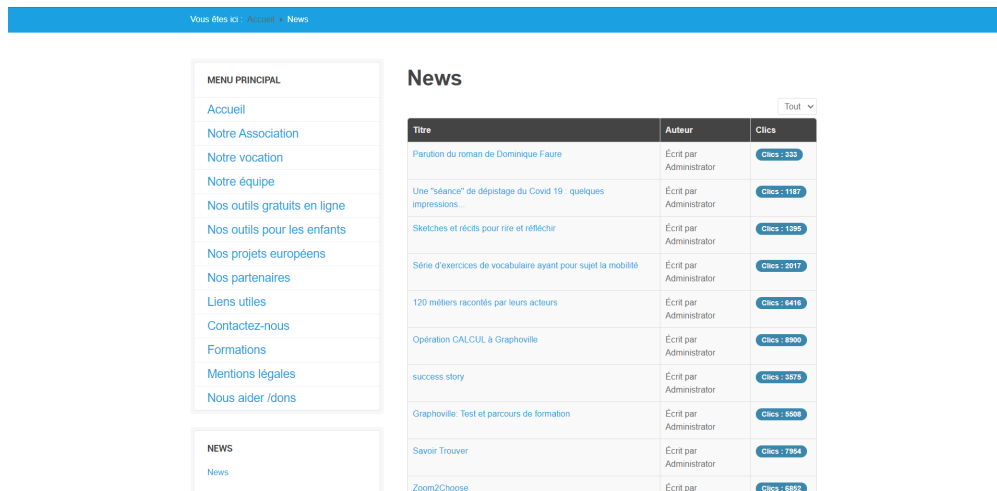 Vous êtes ici : Accueil News
MENU PRINCIPAL
Accueil
Notre Association
Notre vocation
Notre équipe
Nos outils gratuits en ligne
Nos outils pour les enfants
Nos projets européens
Nos partenaires
Liens utiles
Contactez-nous
Formations
Mentions légales
Nous aider /dons
NEWS
News
News
Tout
Titre Auteur Clics
Parution du roman de Dominique Faure Écrit par Clics : 333
Administrator
Une "séance" de dépistage du Covid 19 : quelques Écrit par Clics : 1187
impressions... Administrator
Sketches et récits pour rire et réfléchir Écrit par Clics : 1395
Administrator
Série d'exercices de vocabulaire ayant pour sujet la mobilité Écrit par Clics : 2017
Administrator
120 métiers racontés par leurs acteurs Écrit par Clics : 6416
Administrator
Opération CALCUL à Graphoville Écrit par Clics : 8900
Administrator
success story Écrit par Clics : 3575
Administrator
Graphoville: Test et parcours de formation Écrit par Clics : 5508
Administrator
Savoir Trouver Écrit par Clics : 7954
Administrator
Zoom2Choose Écrit par Clics : 6852